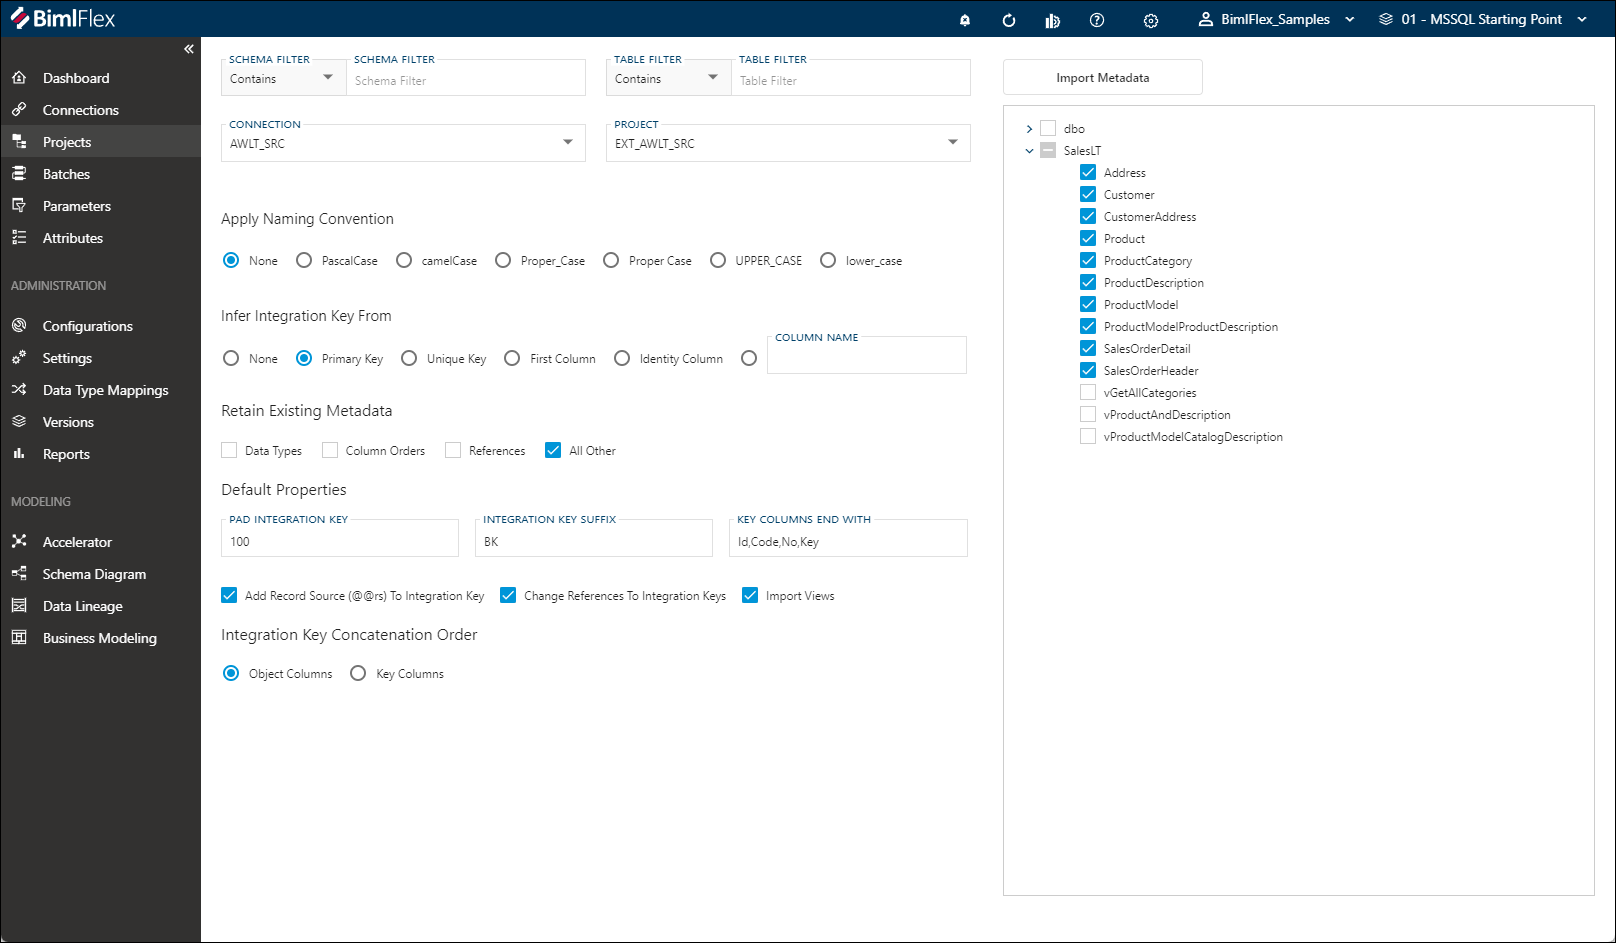 BimlFlex
BimlFlex_Samples
01 - MSSQL Starting Point
Dashboard
Connections
Projects
Batches
Parameters
Attributes
ADMINISTRATION
Configurations
Settings
Data Type Mappings
Versions
Reports
MODELING
Accelerator
Schema Diagram
Data Lineage
Business Modeling
SCHEMA FILTER
Contains
SCHEMA FILTER
Schema Filter
TABLE FILTER
Contains
TABLE FILTER
Table Filter
CONNECTION
AWLT_SRC
PROJECT
EXT_AWLT_SRC
Apply Naming Convention
None PascalCase camelCase Proper_Case Proper Case UPPER_CASE lower_case
Infer Integration Key From
None Primary Key Unique Key First Column Identity Column
COLUMN NAME
Retain Existing Metadata
Data Types Column Orders References All Other
Default Properties
PAD INTEGRATION KEY
100
INTEGRATION KEY SUFFIX
BK
KEY COLUMNS END WITH
Id,Code,No,Key
Add Record Source (@@rs) To Integration Key Change References To Integration Keys Import Views
Integration Key Concatenation Order
Object Columns Key Columns
Import Metadata
dbo
SalesLT
Address
Customer
CustomerAddress
Product
ProductCategory
ProductDescription
ProductModel
ProductModelProductDescription
SalesOrderDetail
SalesOrderHeader
vGetAllCategories
vProductAndDescription
vProductModelCatalogDescription